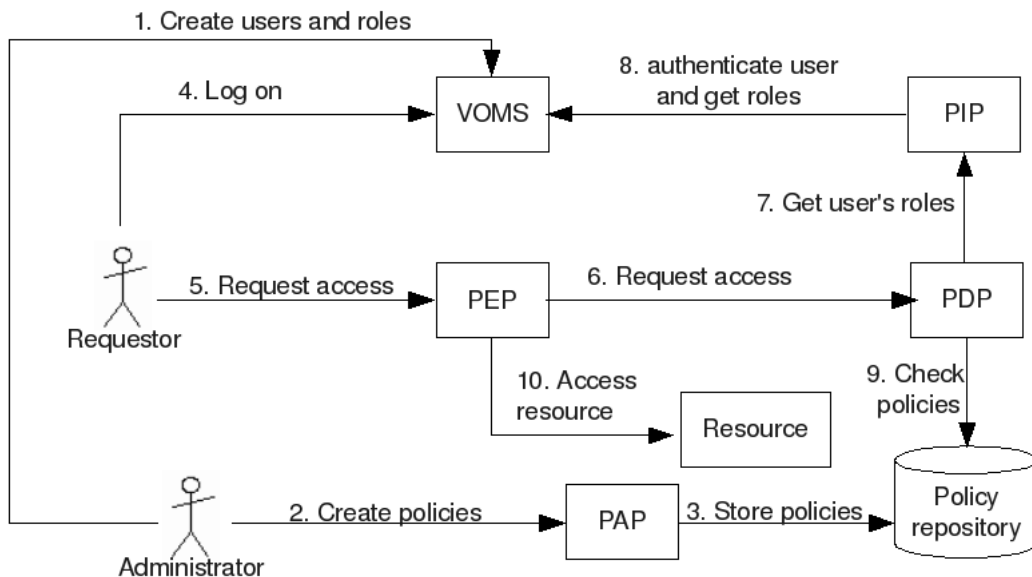 1. Create users and roles
4. Log on
VOMS
8. authenticate user
and get roles
PIP
7. Get user's roles
5. Request access
PEP
6. Request access
PDP
Requestor
10. Access
resource
Resource
9. Check
policies
2. Create policies
PAP
3. Store policies
Policy
repository
Administrator